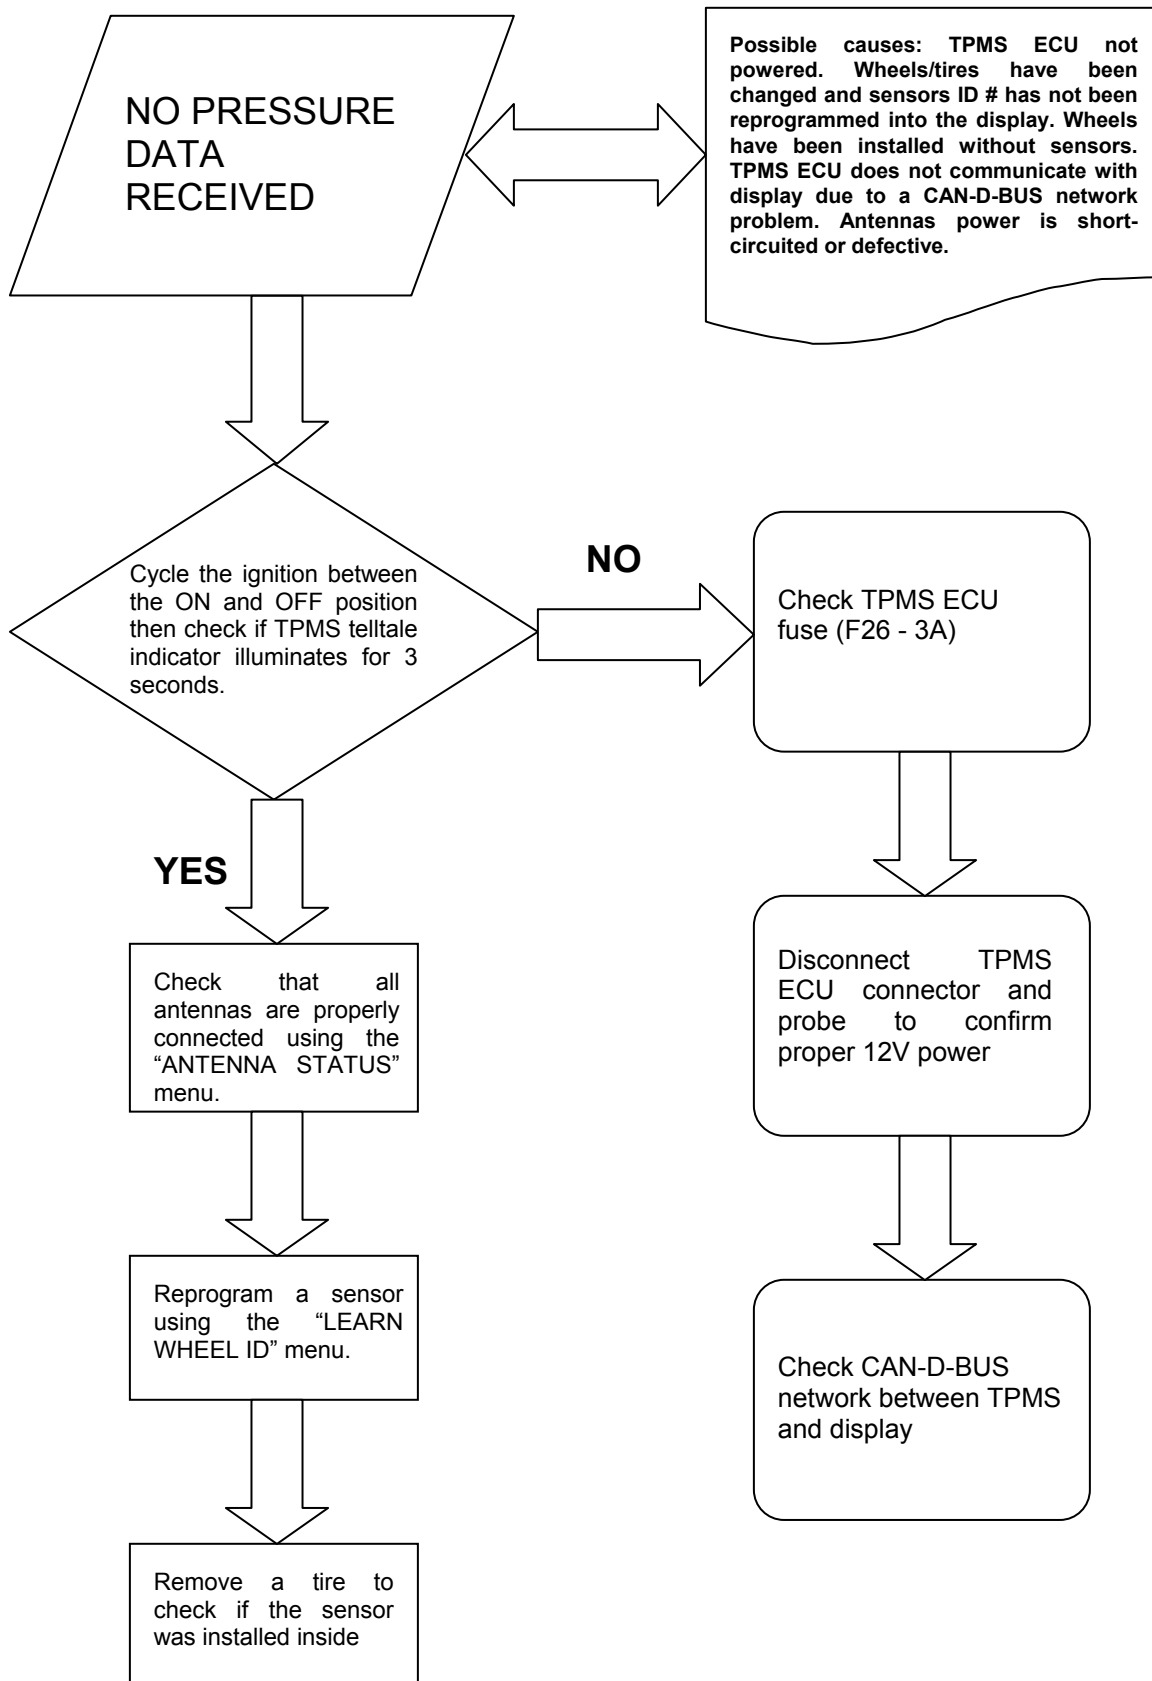 NO PRESSURE
DATA
RECEIVED
Possible causes: TPMS ECU not
powered. Wheels/tires have been
changed and sensors ID # has not been
reprogrammed into the display. Wheels
have been installed without sensors.
TPMS ECU does not communicate with
display due to a CAN-D-BUS network
problem. Antennas power is short-
circuited or defective.
Cycle the ignition between
the ON and OFF position
then check if TPMS telltale
indicator illuminates for 3
seconds.
NO
Check TPMS ECU
fuse (F26 - 3A)
YES
Check that all
antennas are properly
connected using the
“ANTENNA STATUS”
menu.
Disconnect TPMS
ECU connector and
probe to confirm
proper 12V power
Reprogram a sensor
using the “LEARN
WHEEL ID” menu.
Check CAN-D-BUS
network between TPMS
and display
Remove a tire to
check if the sensor
was installed inside